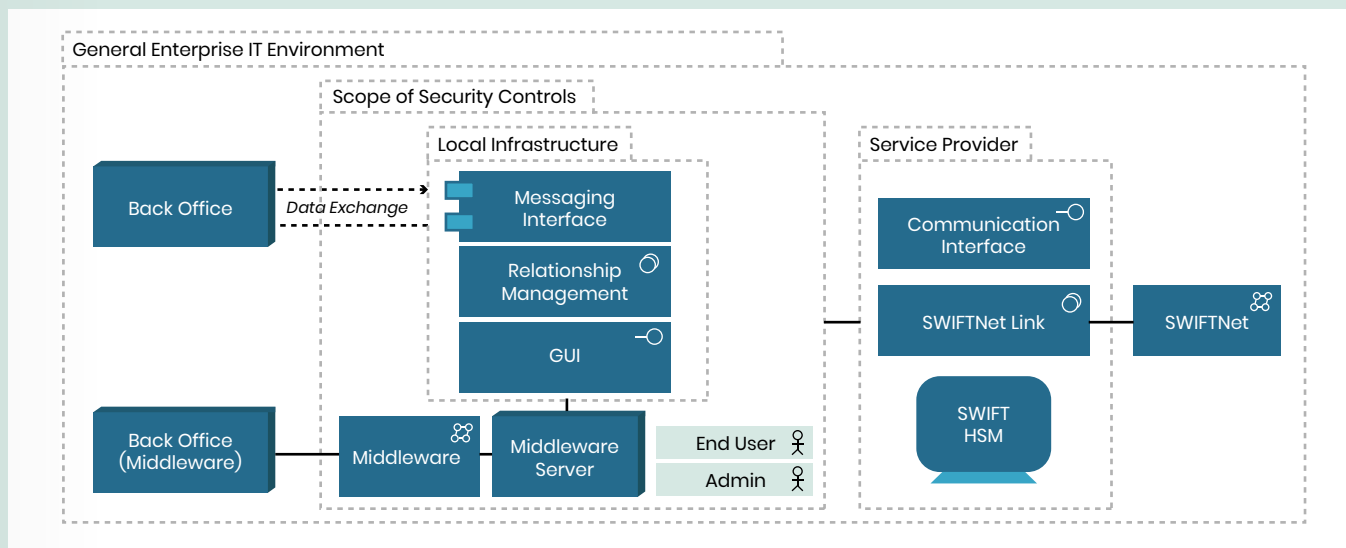 General Enterprise IT Environment
Scope of Security Controls
Local Infrastructure
Service Provider
Back Office
Data Exchange
Messaging
Interface
Relationship
Management
GUI
Communication
Interface
SWIFTNet Link
SWIFTNet
SWIFT
HSM
Back Office
(Middleware)
Middleware
Middleware
Server
End User
Admin